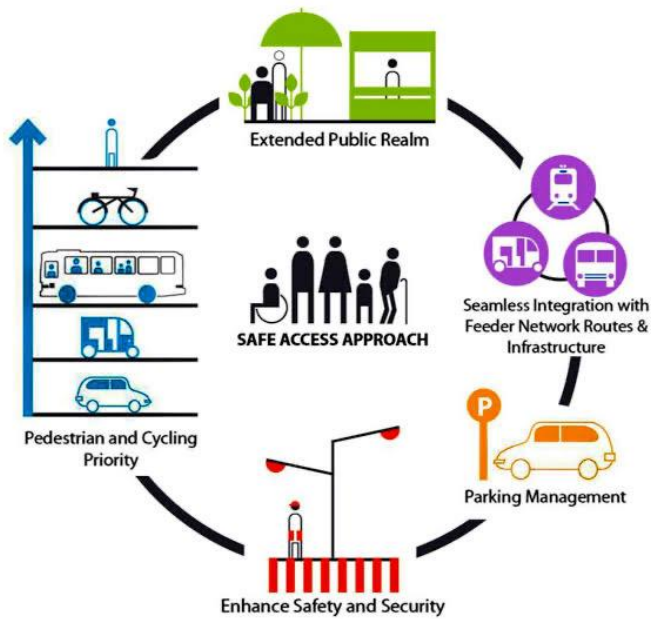 Extended Public Realm
Seamless Integration with
Feeder Network Routes &
Infrastructure
SAFE ACCESS APPROACH
Pedestrian and Cycling
Priority
P
Parking Management
Enhance Safety and Security